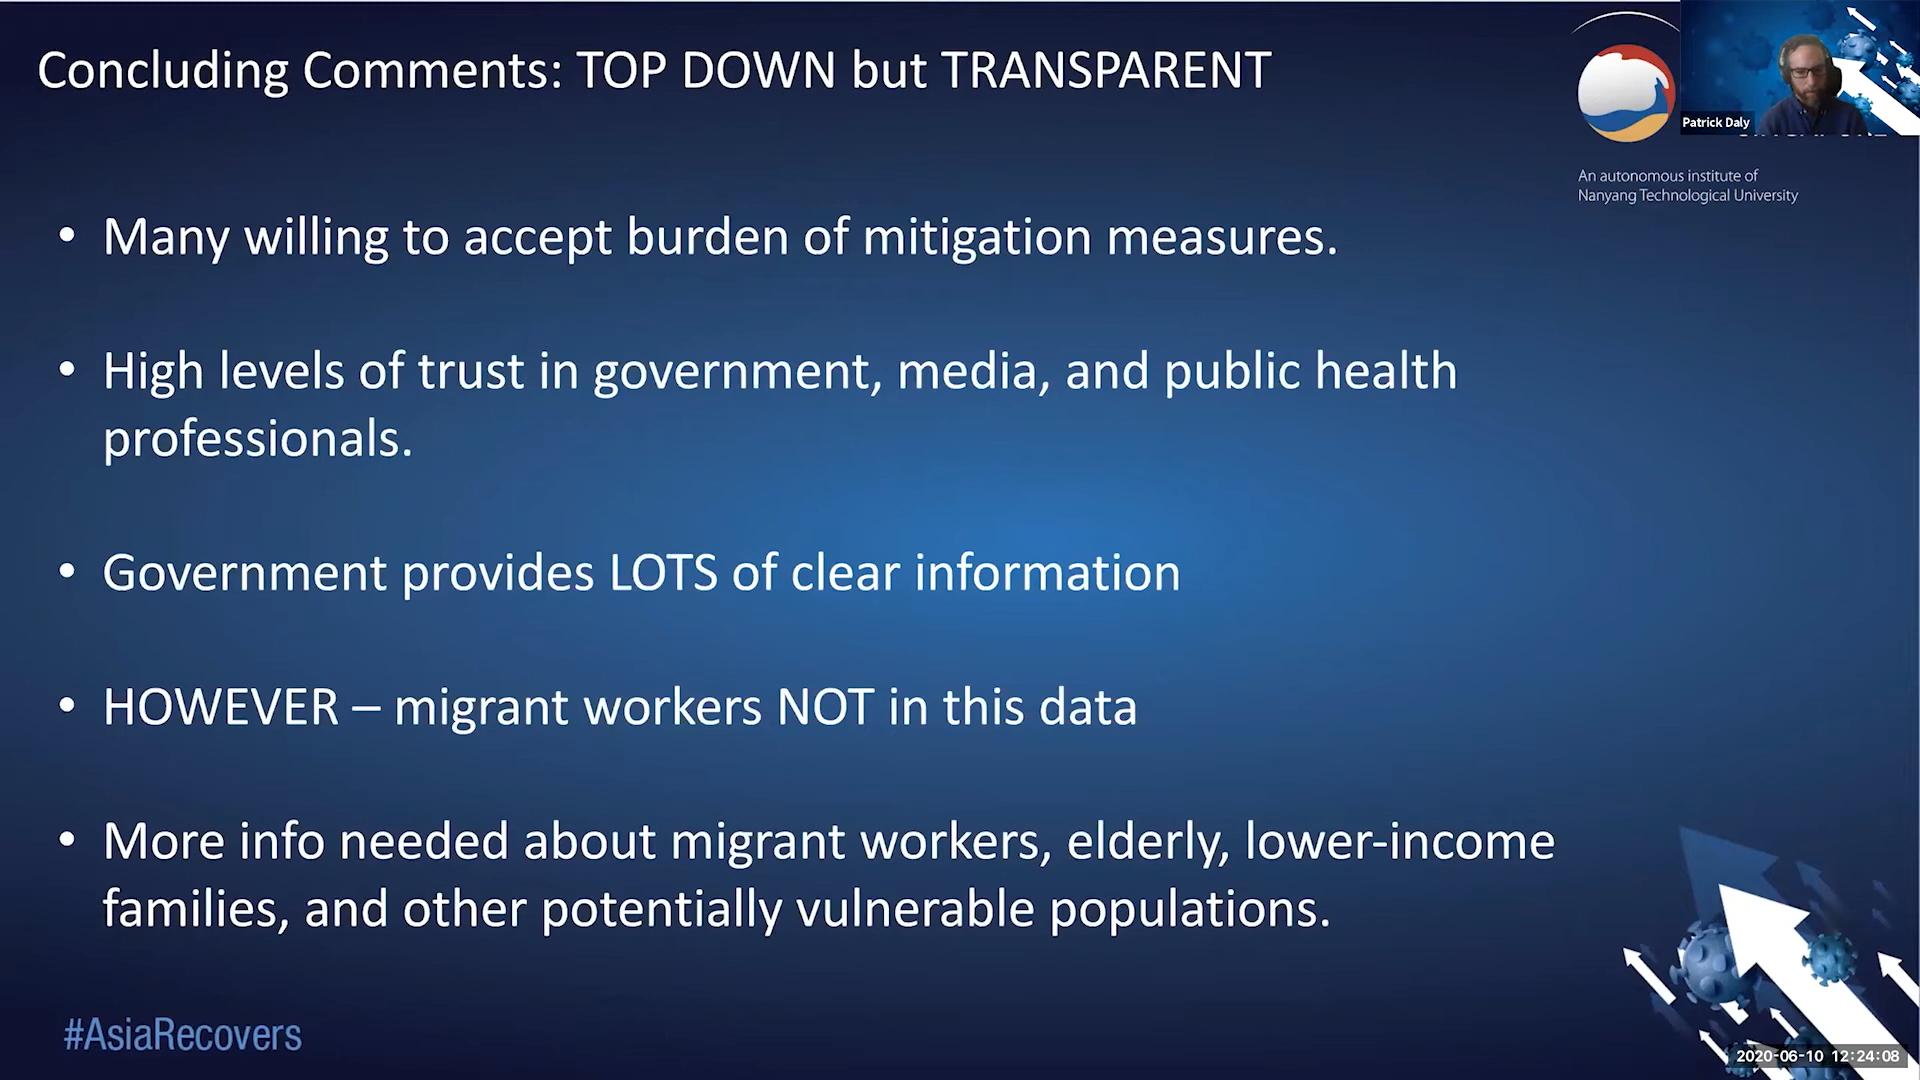 Concluding Comments: TOP DOWN but TRANSPARENT
Patrick Daly
An autonomous institute of
Nanyang Technological University
• Many willing to accept burden of mitigation measures.
• High levels of trust in government, media, and public health
professionals.
• Government provides LOTS of clear information
• HOWEVER – migrant workers NOT in this data
• More info needed about migrant workers, elderly, lower-income
families, and other potentially vulnerable populations.
#AsiaRecovers
2020-06-10 12:24:08